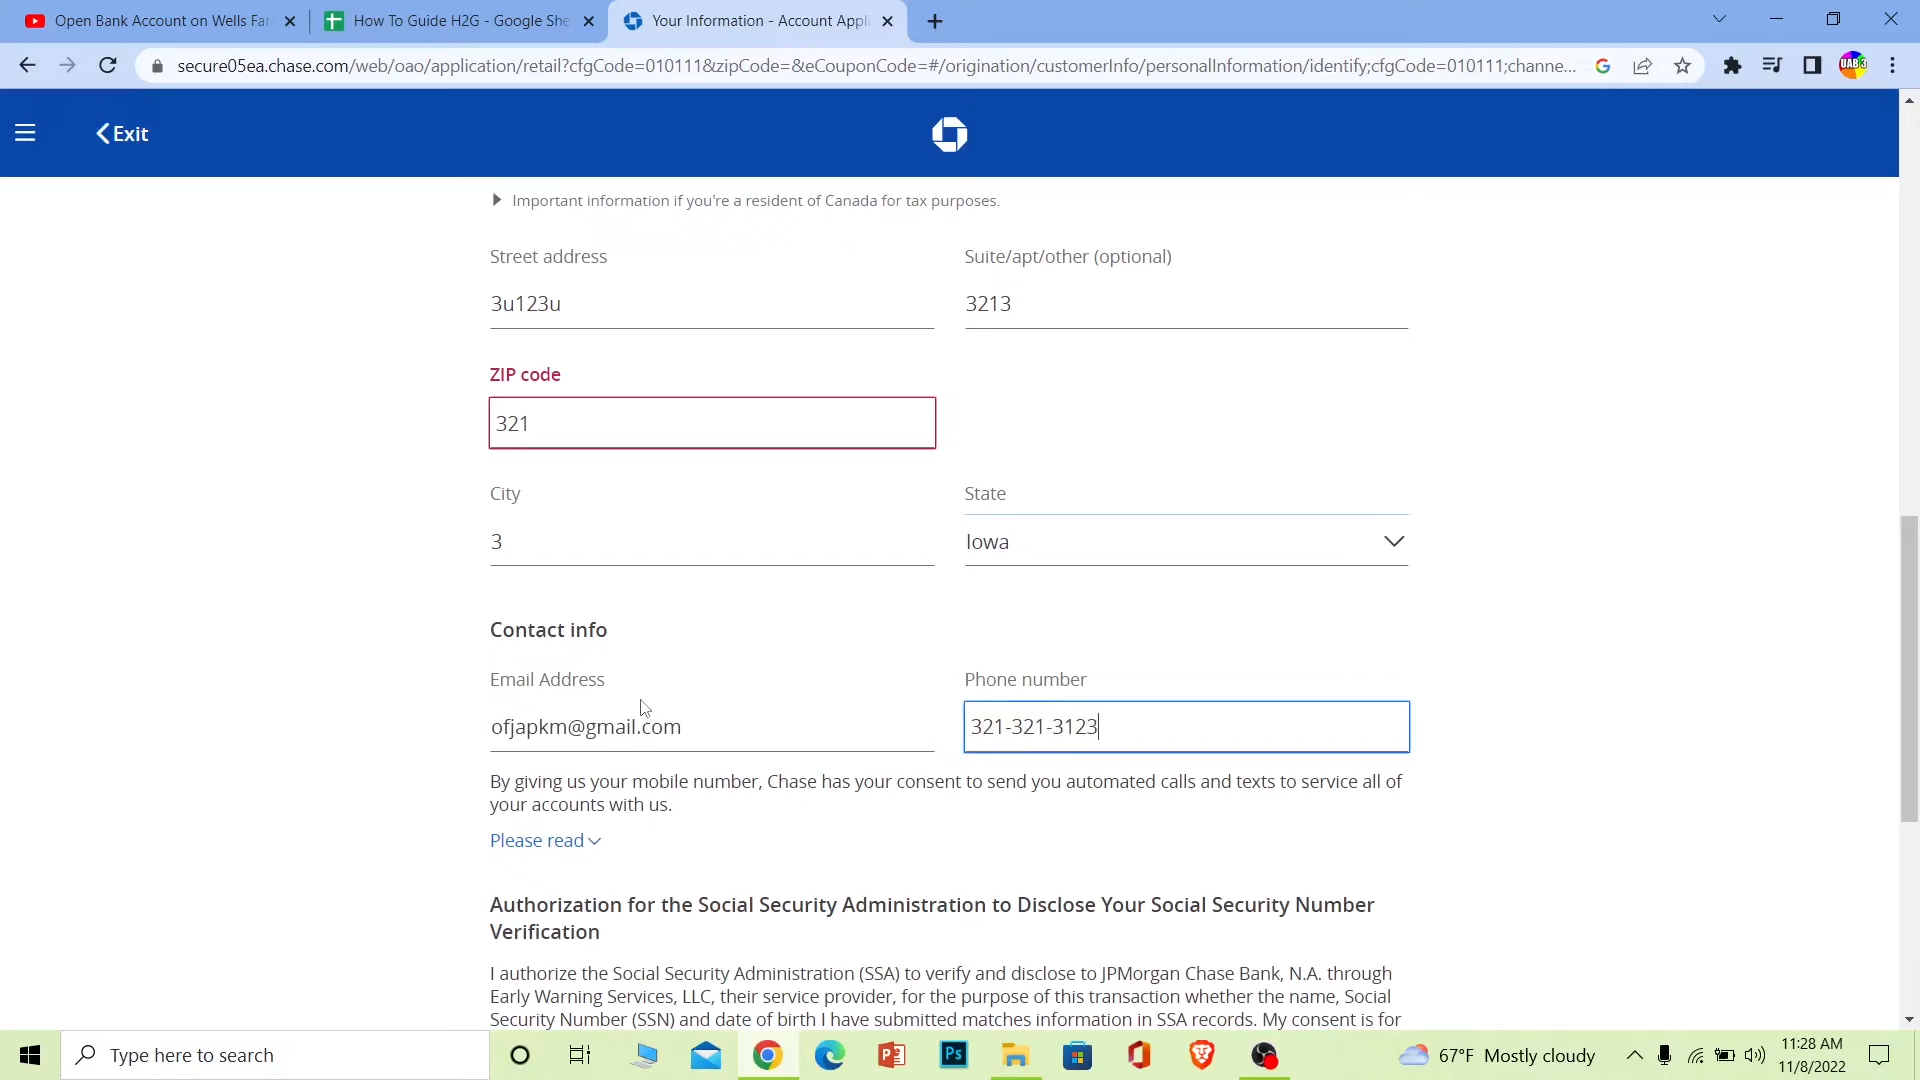 Open Bank Account on Wells Far
How To Guide H2G - Google She
Your Information - Account Appli
secure05ea.chase.com/web/oao/application/retail?cfgCode=010111&zipCode=&eCouponCode=#/origination/customerInfo/personalInformation/identify;cfgCode=010111;channe...
Exit
Important information if you're a resident of Canada for tax purposes.
Street address
Suite/apt/other (optional)
3u123u
3213
ZIP code
321
City
State
3
Iowa
Contact info
Email Address
Phone number
ofjapkm@gmail.com
321-321-3123
By giving us your mobile number, Chase has your consent to send you automated calls and texts to service all of
your accounts with us.
Please read
Authorization for the Social Security Administration to Disclose Your Social Security Number
Verification
I authorize the Social Security Administration (SSA) to verify and disclose to JPMorgan Chase Bank, N.A. through
Early Warning Services, LLC, their service provider, for the purpose of this transaction whether the name, Social
Security Number (SSN) and date of birth I have submitted matches information in SSA records. My consent is for
Type here to search
67°F Mostly cloudy
11:28 AM
11/8/2022